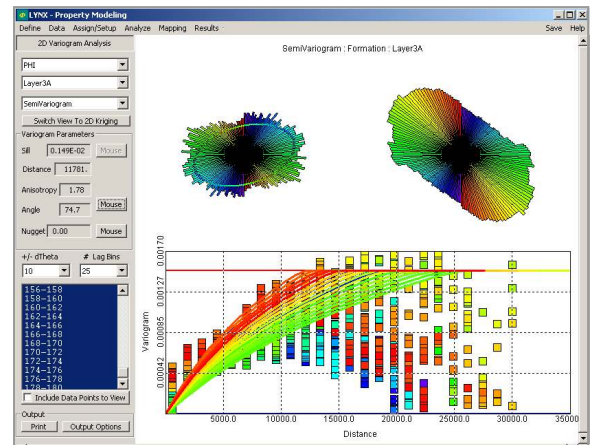 LYNX - Property Modeling
Define Data Assign/Setup Analyze Mapping Results Save Help
2D Variogram Analysis
SemiVariogram : Formation : Layer3A
PHI
Layer3A
SemiVariogram
Switch View To 2D Kriging
Variogram Parameters
Sill 0.149E-02 Mouse
Distance 11781.
Anisotropy 1.78
Angle 74.7 Mouse
Nugget 0.00 Mouse
+/- dTheta # Lag Bins
10 25
156-158
158-160
160-162
162-164
164-166
166-168
168-170
170-172
172-174
174-176
176-178
178-180
Include Data Points to View
Output
Print Output Options
Variogram
0.00170
0.00127
0.00085
0.00042
5000.0 10000.0 15000.0 20000.0 25000.0 30000.0 35000.0
Distance